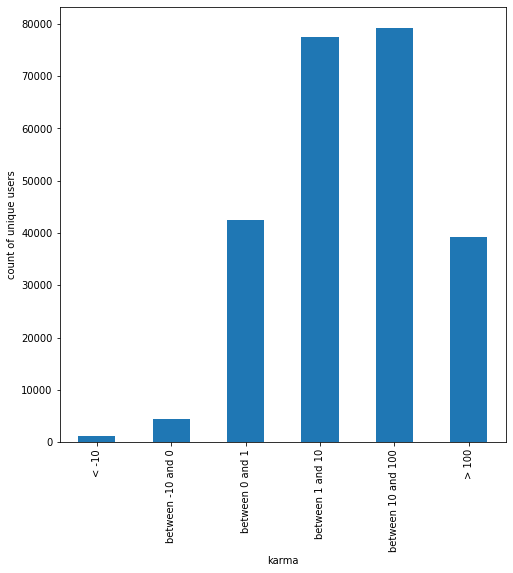 80000
70000
60000
50000
40000
30000
20000
10000
0
count of unique users
< -10
between -10 and 0
between 0 and 1
between 1 and 10
between 10 and 100
> 100
karma